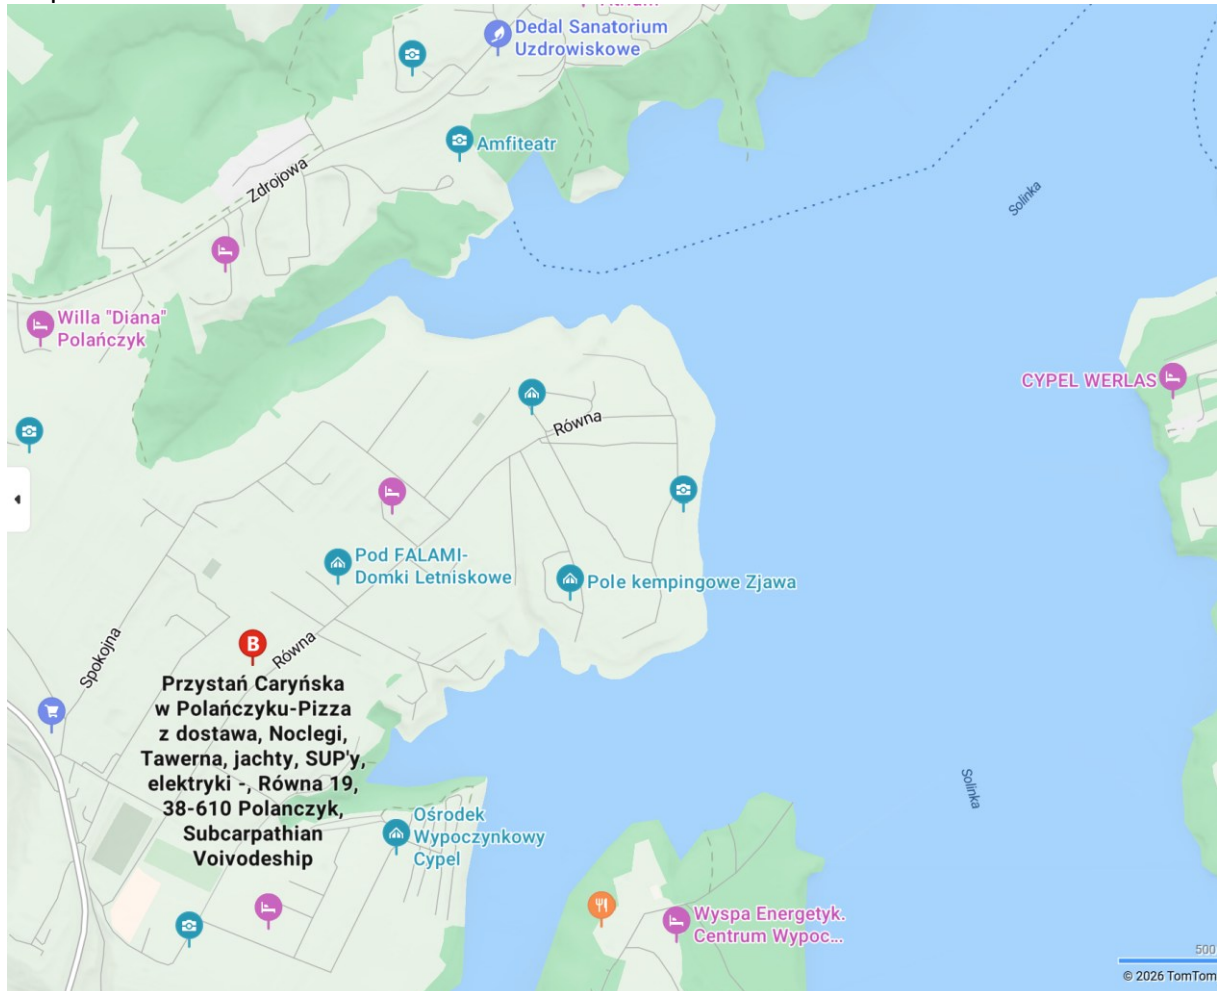 Dedal Sanatorium
Uzdrowiskowe
Amfiteatr
Zdrojowa
Solinka
Willa "Diana"
Polańczyk
CYPEL WERLAS
Równa
Pod FALAMI-
Domki Letniskowe
Pole kempingowe Zjawa
Spokojna
B
Równa
Przystań Caryńska
w Polańczyku-Pizza
z dostawa, Noclegi,
Tawerna, jachty, SUP'y,
elektryki -, Równa 19,
38-610 Polanczyk,
Subcarpathian
Voivodeship
Solinka
Ośrodek
Wypoczynkowy
Cypel
Wyspa Energetyk.
Centrum Wypoc...
500
© 2026 TomTom